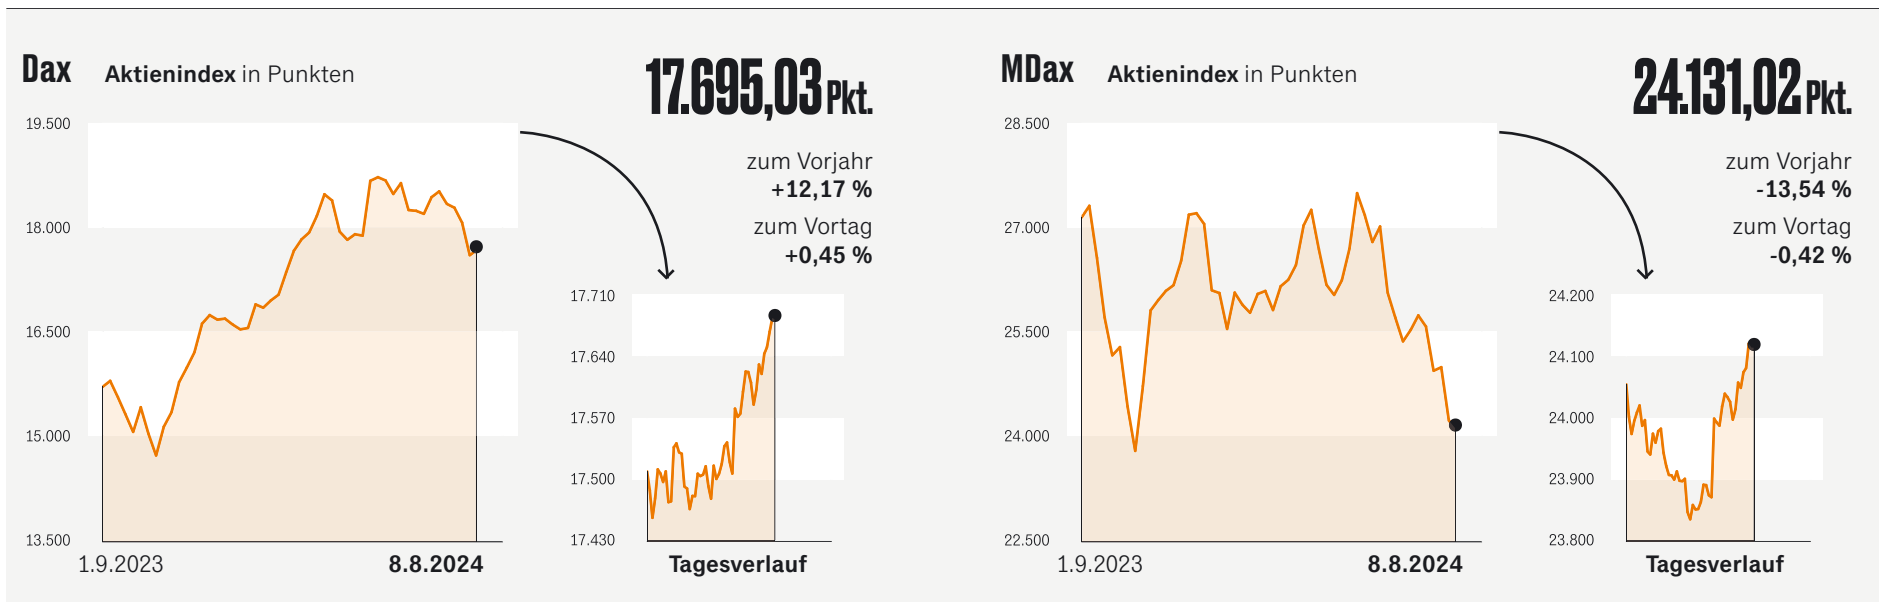 Dax Aktienindex in Punkten
17.695,03 Pkt.
zum Vorjahr
+12,17 %
zum Vortag
+0,45 %
19.500
18.000
16.500
15.000
13.500
1.9.2023 8.8.2024
17.710
17.640
17.570
17.500
17.430
Tagesverlauf
MDax Aktienindex in Punkten
24.131,02 Pkt.
zum Vorjahr
-13,54 %
zum Vortag
-0,42 %
28.500
27.000
25.500
24.000
22.500
1.9.2023 8.8.2024
24.200
24.100
24.000
23.900
23.800
Tagesverlauf